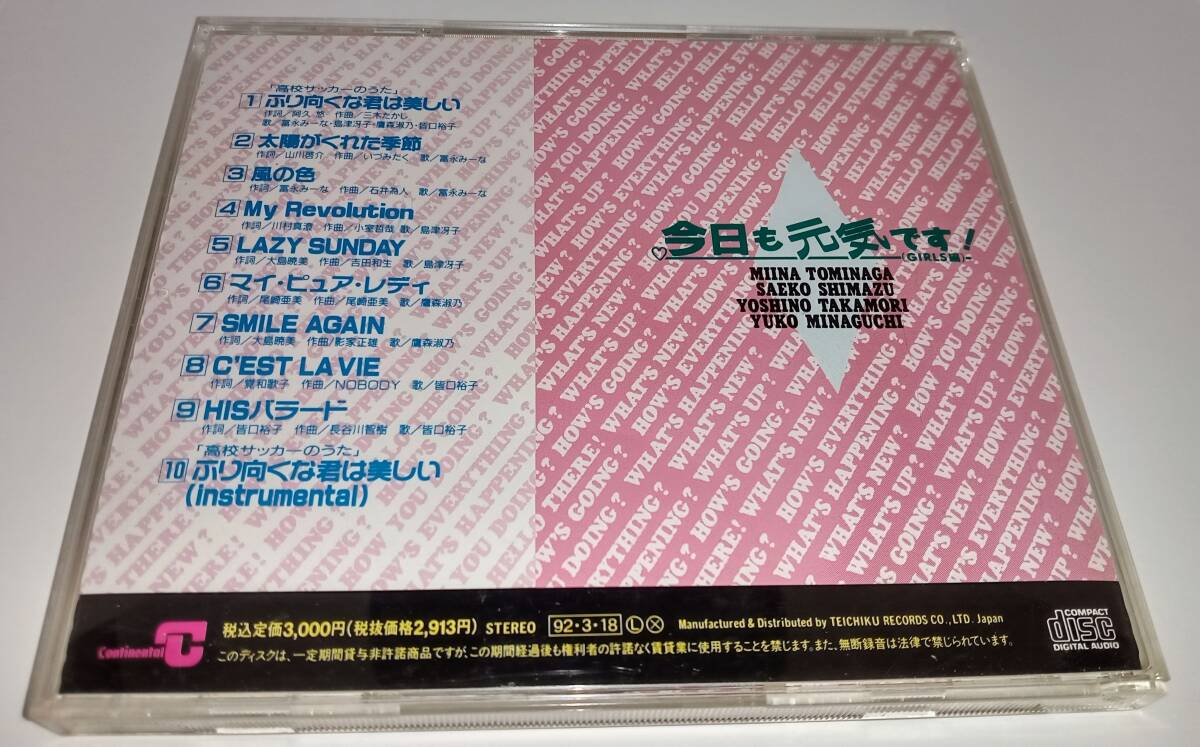 「高校サッカーのうた」
1 ふり向くな君は美しい
作詞／阿久 悠 作曲／三木たかし
歌／冨永みーな・島津冴子・鷹森淑乃・皆口裕子
2 太陽がくれた季節
作詞／山川啓介 作曲／いづみたく 歌／冨永みーな
3 風の色
作詞／冨永みーな 作曲／石井為人 歌／冨永みーな
4 My Revolution
作詞／川村真澄 作曲／小室哲哉 歌／島津冴子
5 LAZY SUNDAY
作詞／大島暁美 作曲／吉田和生 歌／島津冴子
6 マイ・ピュア・レディ
作詞／尾崎亜美 作曲／尾崎亜美 歌／鷹森淑乃
7 SMILE AGAIN
作詞／大島暁美 作曲／影家正雄 歌／鷹森淑乃
8 C'EST LA VIE
作詞／覚和歌子 作曲／NOBODY 歌／皆口裕子
9 HISバラード
作詞／皆口裕子 作曲／長谷川智樹 歌／皆口裕子
「高校サッカーのうた」
10 ふり向くな君は美しい
(instrumental)
♡今日も元気です！
(GIRLS編)
MIINA TOMINAGA
SAEKO SHIMAZU
YOSHINO TAKAMORI
YUKO MINAGUCHI
Continental
税込定価3,000円(税抜価格2,913円) STEREO 92・3・18 Ⓛ Ⓧ Manufactured & Distributed by TEICHIKU RECORDS CO., LTD. Japan
このディスクは、一定期間貸与非許諾商品ですが、この期間経過後も権利者の許諾なく賃貸業に使用することを禁じます。また、無断録音は法律で禁じられています。
COMPACT
disc
DIGITAL AUDIO